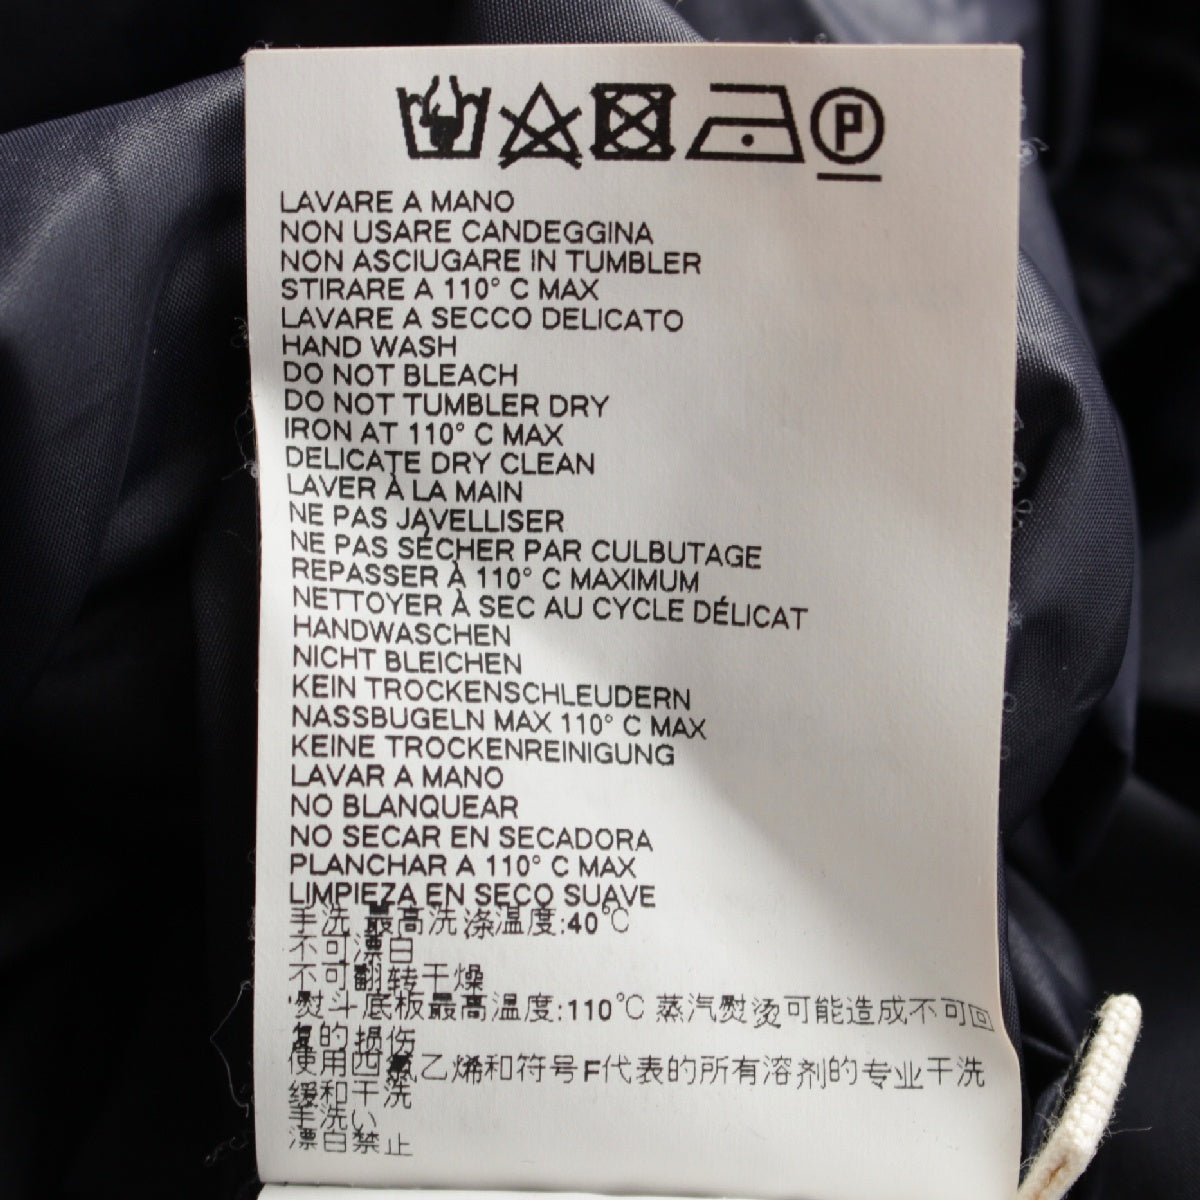 P
LAVARE A MANO
NON USARE CANDEGGINA
NON ASCIUGARE IN TUMBLER
STIRARE A 110° C MAX
LAVARE A SECCO DELICATO
HAND WASH
DO NOT BLEACH
DO NOT TUMBLER DRY
IRON AT 110° C MAX
DELICATE DRY CLEAN
LAVER À LA MAIN
NE PAS JAVELLISER
NE PAS SÉCHER PAR CULBUTAGE
REPASSER À 110° C MAXIMUM
NETTOYER À SEC AU CYCLE DÉLICAT
HANDWASCHEN
NICHT BLEICHEN
KEIN TROCKENSCHLEUDERN
NASSBUGELN MAX 110° C MAX
KEINE TROCKENREINIGUNG
LAVAR A MANO
NO BLANQUEAR
NO SECAR EN SECADORA
PLANCHAR A 110° C MAX
LIMPIEZA EN SECO SUAVE
手洗 最高洗涤温度:40℃
不可漂白
不可翻转干燥
'熨斗底板最高温度:110℃ 蒸汽熨烫可能造成不可回
复的损伤
使用四氯乙烯和符号F代表的所有溶剂的专业干洗
缓和干洗
手洗い
漂白禁止